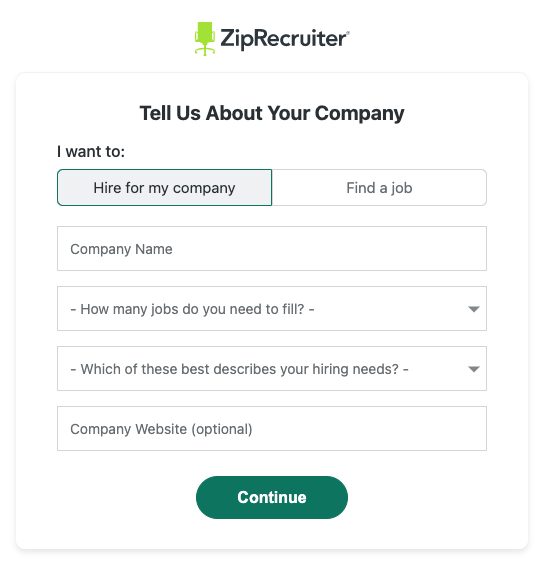 ZipRecruiter
Tell Us About Your Company
I want to:
Hire for my company
Find a job
Company Name
- How many jobs do you need to fill? -
- Which of these best describes your hiring needs? -
Company Website (optional)
Continue